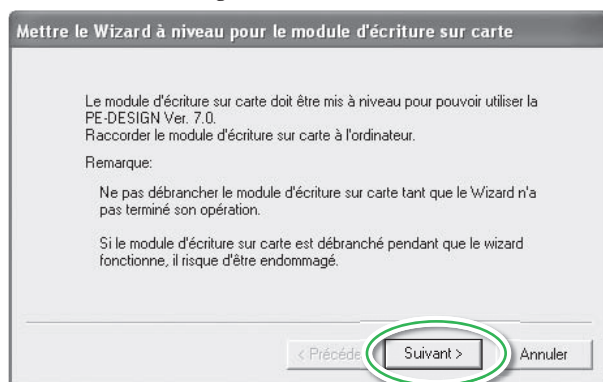 Mettre le Wizard à niveau pour le module d'écriture sur carte
Le module d'écriture sur carte doit être mis à niveau pour pouvoir utiliser la
PE-DESIGN Ver. 7.0.
Raccorder le module d'écriture sur carte à l'ordinateur.
Remarque:
Ne pas débrancher le module d'écriture sur carte tant que le Wizard n'a
pas terminé son opération.
Si le module d'écriture sur carte est débranché pendant que le wizard
fonctionne, il risque d'être endommagé.
< Précéde
Suivant >
Annuler